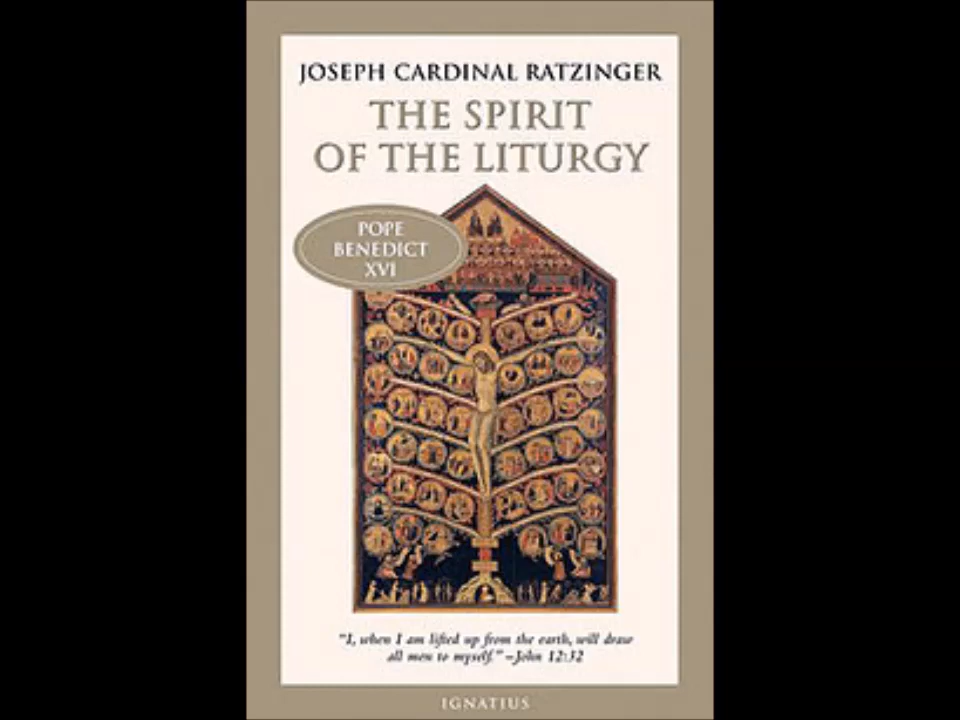 JOSEPH CARDINAL RATZINGER
THE SPIRIT
OF THE LITURGY
POPE
BENEDICT
XVI
"I, when I am lifted up from the earth, will draw
all men to myself." –John 12:32
IGNATIUS